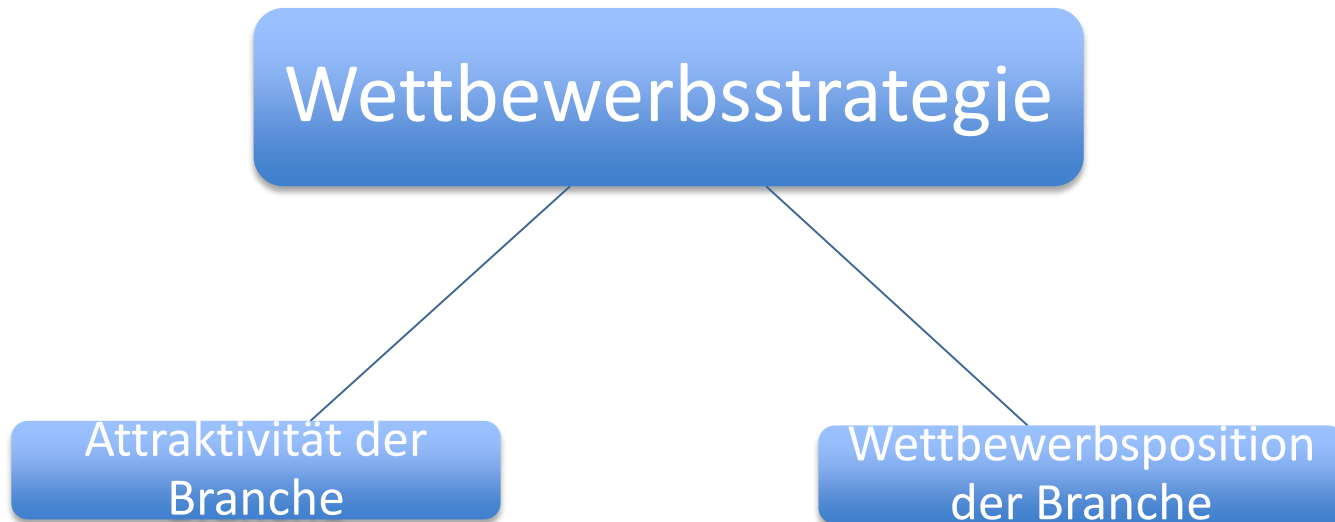 Wettbewerbsstrategie
Attraktivität der
Branche
Wettbewerbsposition
der Branche